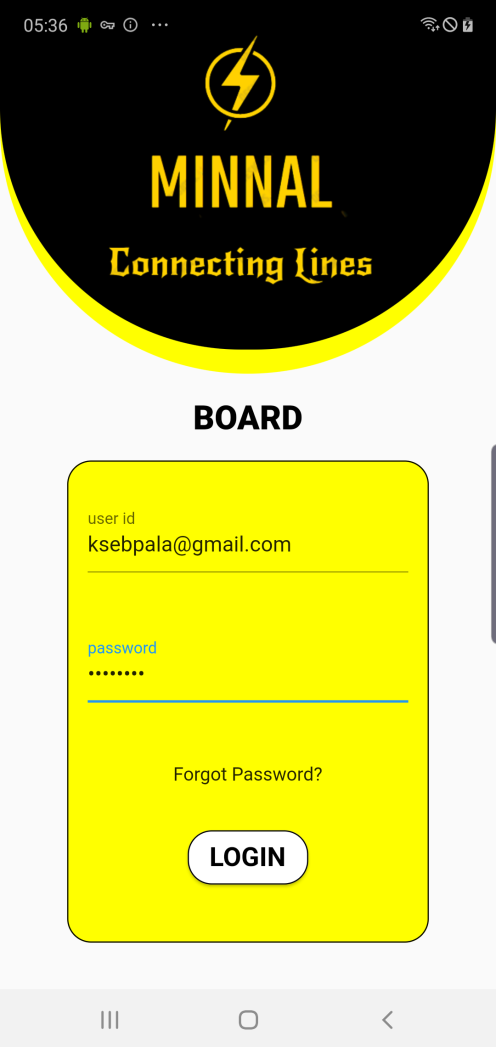 05:36
MINNAL
Connecting Lines
BOARD
user id
ksebpala@gmail.com
password
••••••••
Forgot Password?
LOGIN